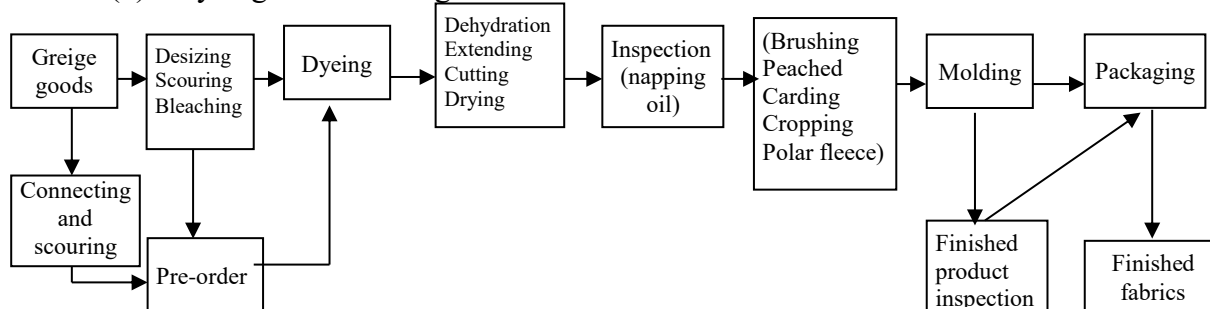 Greige
goods
Desizing
Scouring
Bleaching
Dyeing
Dehydration
Extending
Cutting
Drying
Inspection
(napping
oil)
(Brushing
Peached
Carding
Cropping
Polar fleece)
Molding
Packaging
Connecting
and
scouring
Pre-order
Finished
product
inspection
Finished
fabrics